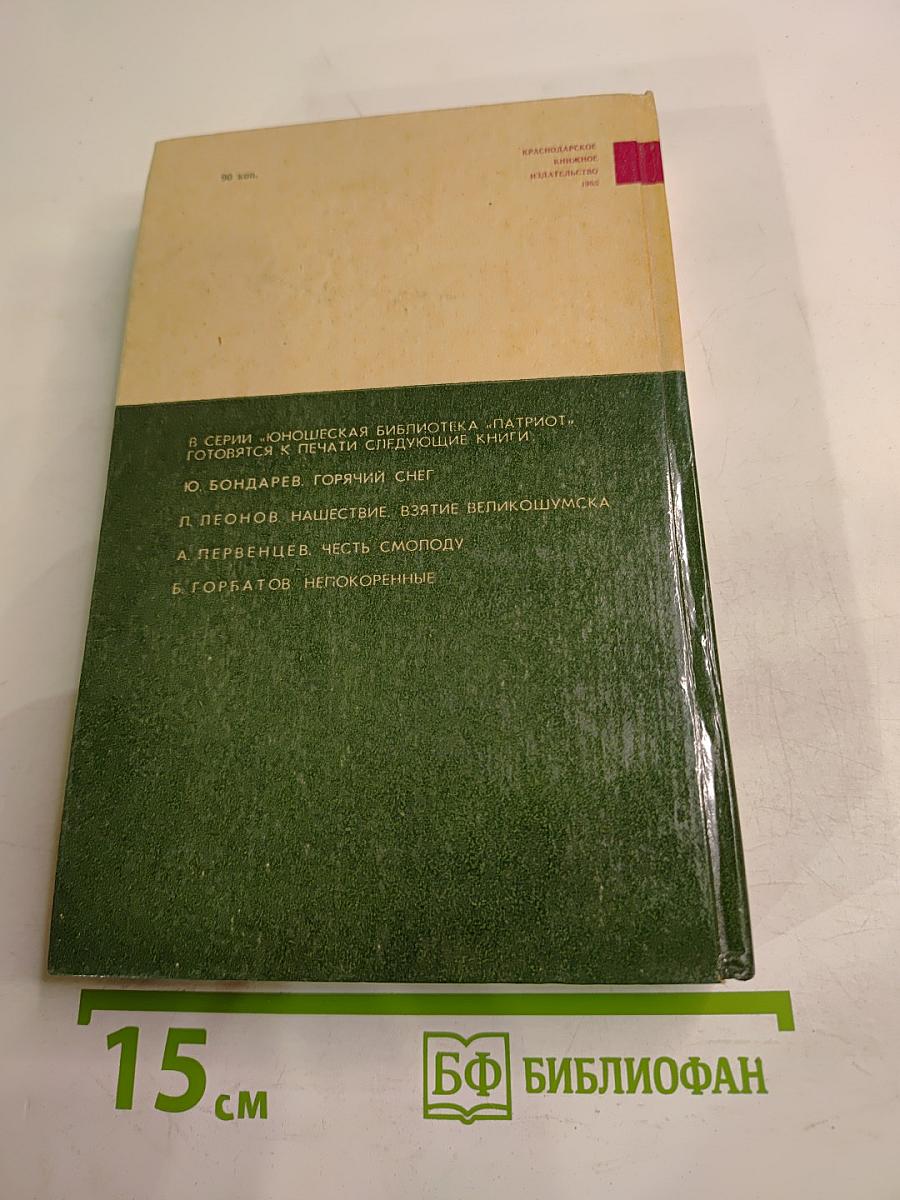 90 коп.
КРАСНОДАРСКОЕ
КНИЖНОЕ
ИЗДАТЕЛЬСТВО
В СЕРИИ «ЮНОШЕСКАЯ БИБЛИОТЕКА «ПАТРИОТ»
ГОТОВЯТСЯ К ПЕЧАТИ СЛЕДУЮЩИЕ КНИГИ
Ю. БОНДАРЕВ. ГОРЯЧИЙ СНЕГ
Л. ЛЕОНОВ. НАШЕСТВИЕ. ВЗЯТИЕ ВЕЛИКОШУМСКА
А. ПЕРВЕНЦЕВ. ЧЕСТЬ СМОЛОДУ
Б. ГОРБАТОВ. НЕПОКОРЕННЫЕ
15 см
БФ БИБЛИОФАН